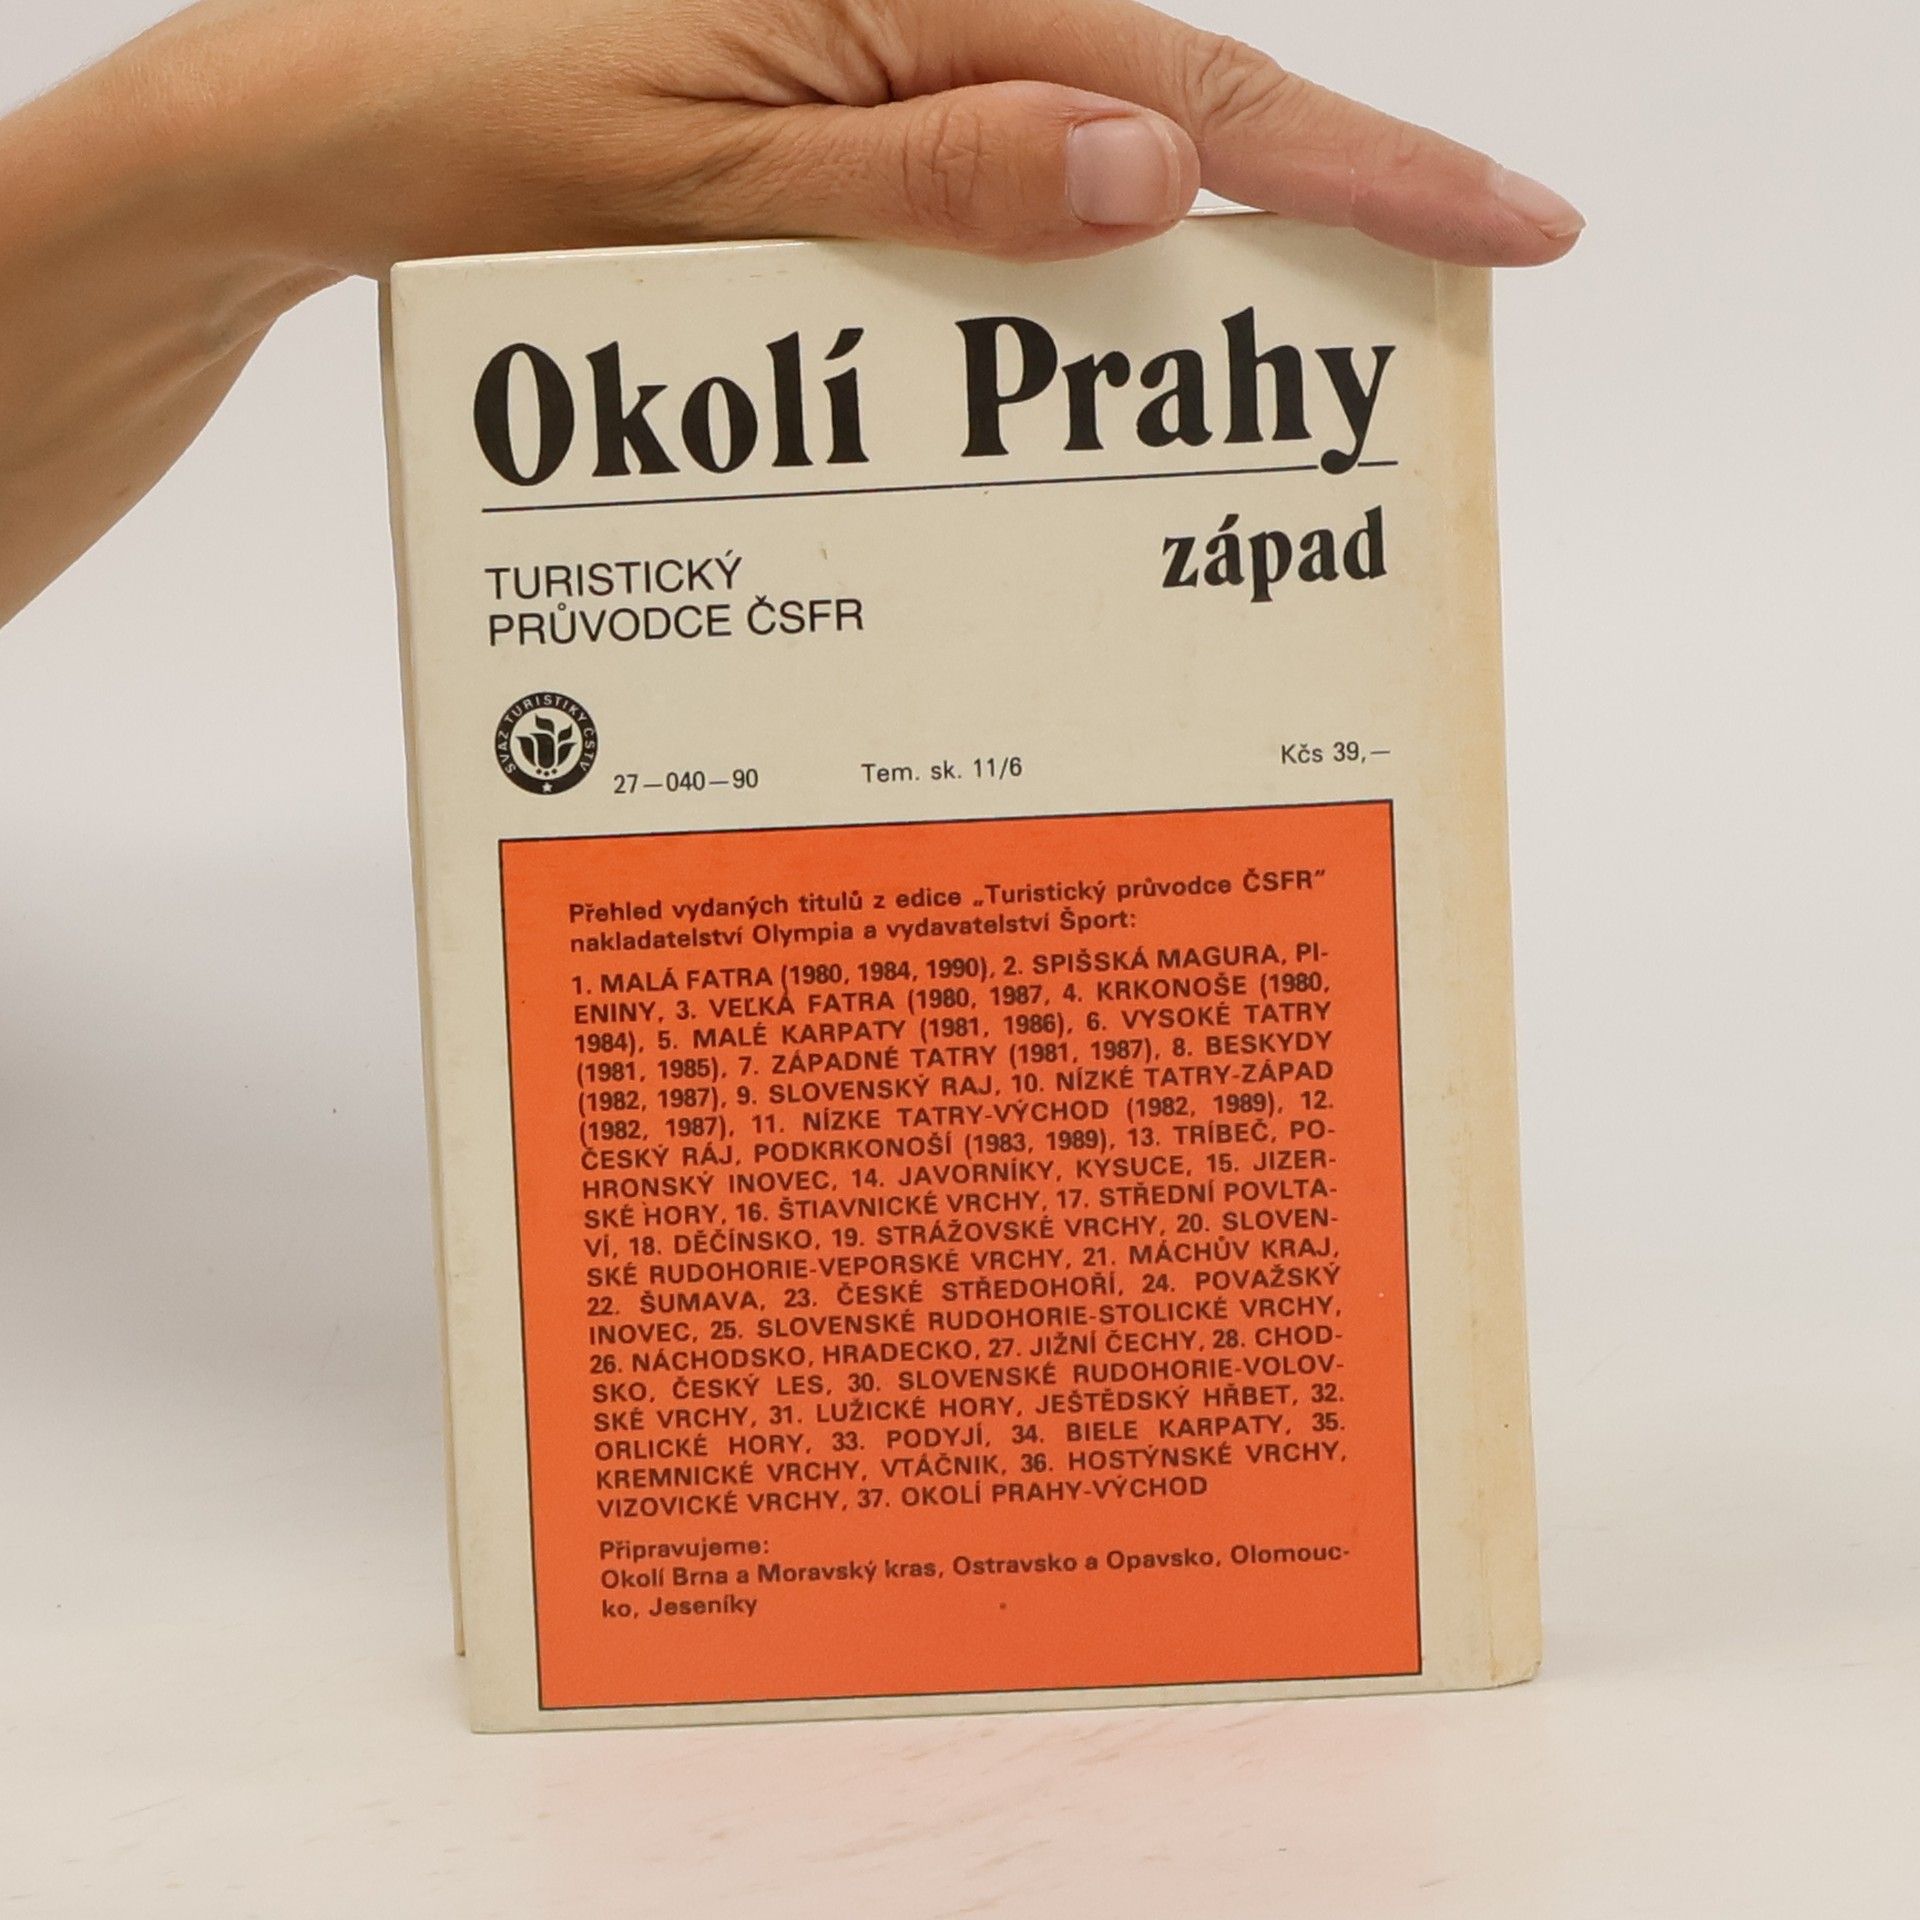 Okolí Prahy
západ
TURISTICKÝ
PRŮVODCE ČSFR
SVAZ TURISTIKY ČSTV
27—040—90 Tem. sk. 11/6 Kčs 39,—
Přehled vydaných titulů z edice „Turistický průvodce ČSFR"
nakladatelství Olympia a vydavatelství Šport:
1. MALÁ FATRA (1980, 1984, 1990), 2. SPIŠSKÁ MAGURA, PI-
ENINY, 3. VEĽKÁ FATRA (1980, 1987, 4. KRKONOŠE (1980,
1984), 5. MALÉ KARPATY (1981, 1986), 6. VYSOKÉ TATRY
(1981, 1985), 7. ZÁPADNÉ TATRY (1981, 1987), 8. BESKYDY
(1982, 1987), 9. SLOVENSKÝ RAJ, 10. NÍZKÉ TATRY-ZÁPAD
(1982, 1987), 11. NÍZKE TATRY-VÝCHOD (1982, 1989), 12.
ČESKÝ RÁJ, PODKRKONOŠÍ (1983, 1989), 13. TRÍBEČ, PO-
HRONSKÝ INOVEC, 14. JAVORNÍKY, KYSUCE, 15. JIZER-
SKÉ HORY, 16. ŠTIAVNICKÉ VRCHY, 17. STŘEDNÍ POVLTA-
VÍ, 18. DĚČÍNSKO, 19. STRÁŽOVSKÉ VRCHY, 20. SLOVEN-
SKÉ RUDOHORIE-VEPORSKÉ VRCHY, 21. MÁCHŮV KRAJ,
22. ŠUMAVA, 23. ČESKÉ STŘEDOHOŘÍ, 24. POVAŽSKÝ
INOVEC, 25. SLOVENSKÉ RUDOHORIE-STOLICKÉ VRCHY,
26. NÁCHODSKO, HRADECKO, 27. JIŽNÍ ČECHY, 28. CHOD-
SKO, ČESKÝ LES, 30. SLOVENSKÉ RUDOHORIE-VOLOV-
SKÉ VRCHY, 31. LUŽICKÉ HORY, JEŠTĚDSKÝ HŘBET, 32.
ORLICKÉ HORY, 33. PODYJÍ, 34. BIELE KARPATY, 35.
KREMNICKÉ VRCHY, VTÁČNIK, 36. HOSTÝNSKÉ VRCHY,
VIZOVICKÉ VRCHY, 37. OKOLÍ PRAHY-VÝCHOD
Připravujeme:
Okolí Brna a Moravský kras, Ostravsko a Opavsko, Olomouc-
ko, Jeseníky